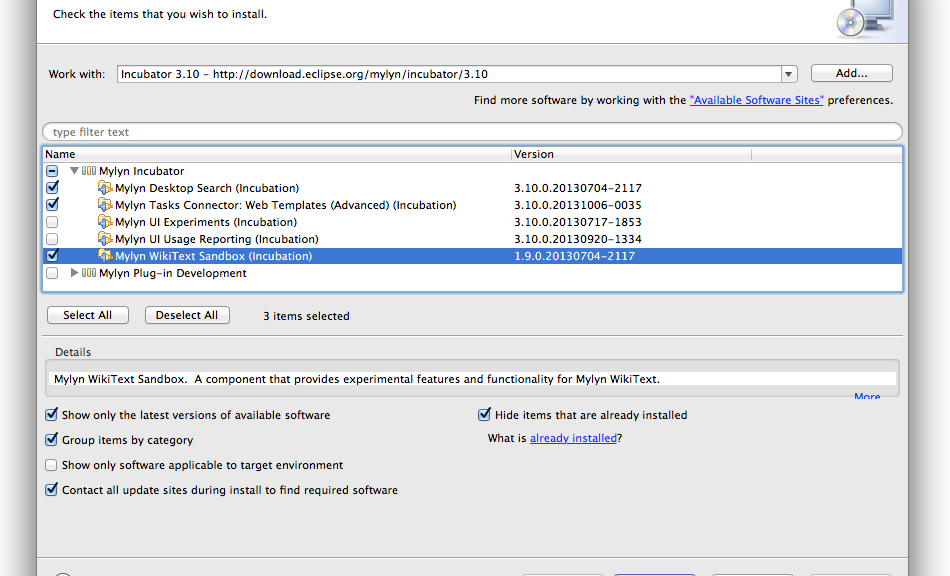 Check the items that you wish to install.
Work with: Incubator 3.10 – http://download.eclipse.org/mylyn/incubator/3.10 Add...
Find more software by working with the "Available Software Sites" preferences.
type filter text
Name Version
Mylyn Incubator
Mylyn Desktop Search (Incubation) 3.10.0.20130704-2117
Mylyn Tasks Connector: Web Templates (Advanced) (Incubation) 3.10.0.20131006-0035
Mylyn UI Experiments (Incubation) 3.10.0.20130717-1853
Mylyn UI Usage Reporting (Incubation) 3.10.0.20130920-1334
Mylyn WikiText Sandbox (Incubation) 1.9.0.20130704-2117
Mylyn Plug-in Development
Select All Deselect All 3 items selected
Details
Mylyn WikiText Sandbox. A component that provides experimental features and functionality for Mylyn WikiText.
More
Show only the latest versions of available software Hide items that are already installed
Group items by category What is already installed?
Show only software applicable to target environment
Contact all update sites during install to find required software